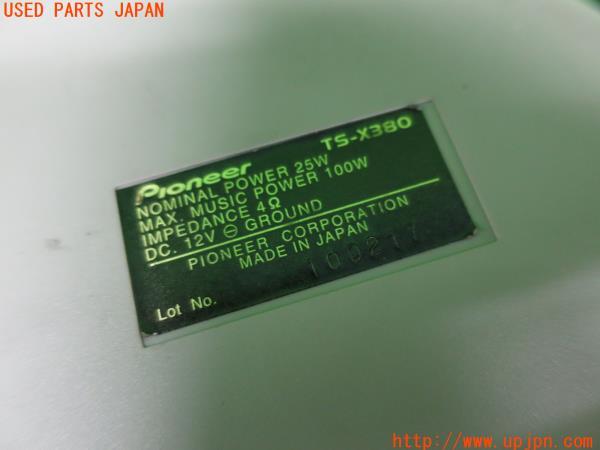 USED PARTS JAPAN
Pioneer TS-X380
NOMINAL POWER 25W
MAX. MUSIC POWER 100W
IMPEDANCE 4Ω
DC. 12V ⊖ GROUND
PIONEER CORPORATION
MADE IN JAPAN
Lot No. 100217
http://www.upjpn.com